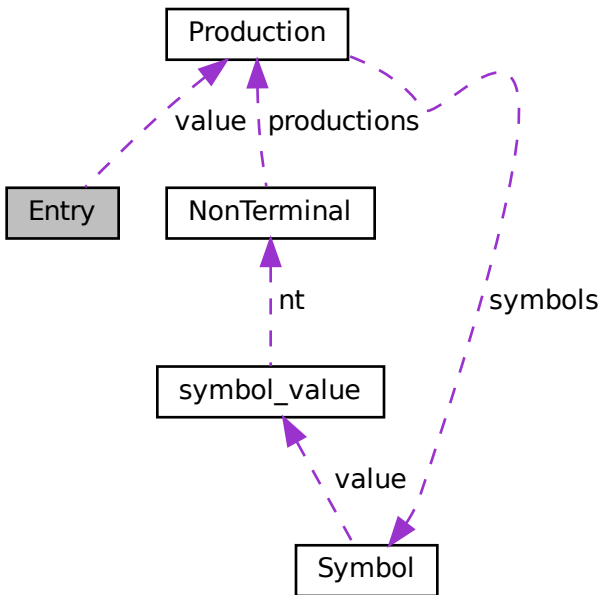 Production
value
productions
Entry
NonTerminal
nt
symbols
symbol_value
value
Symbol